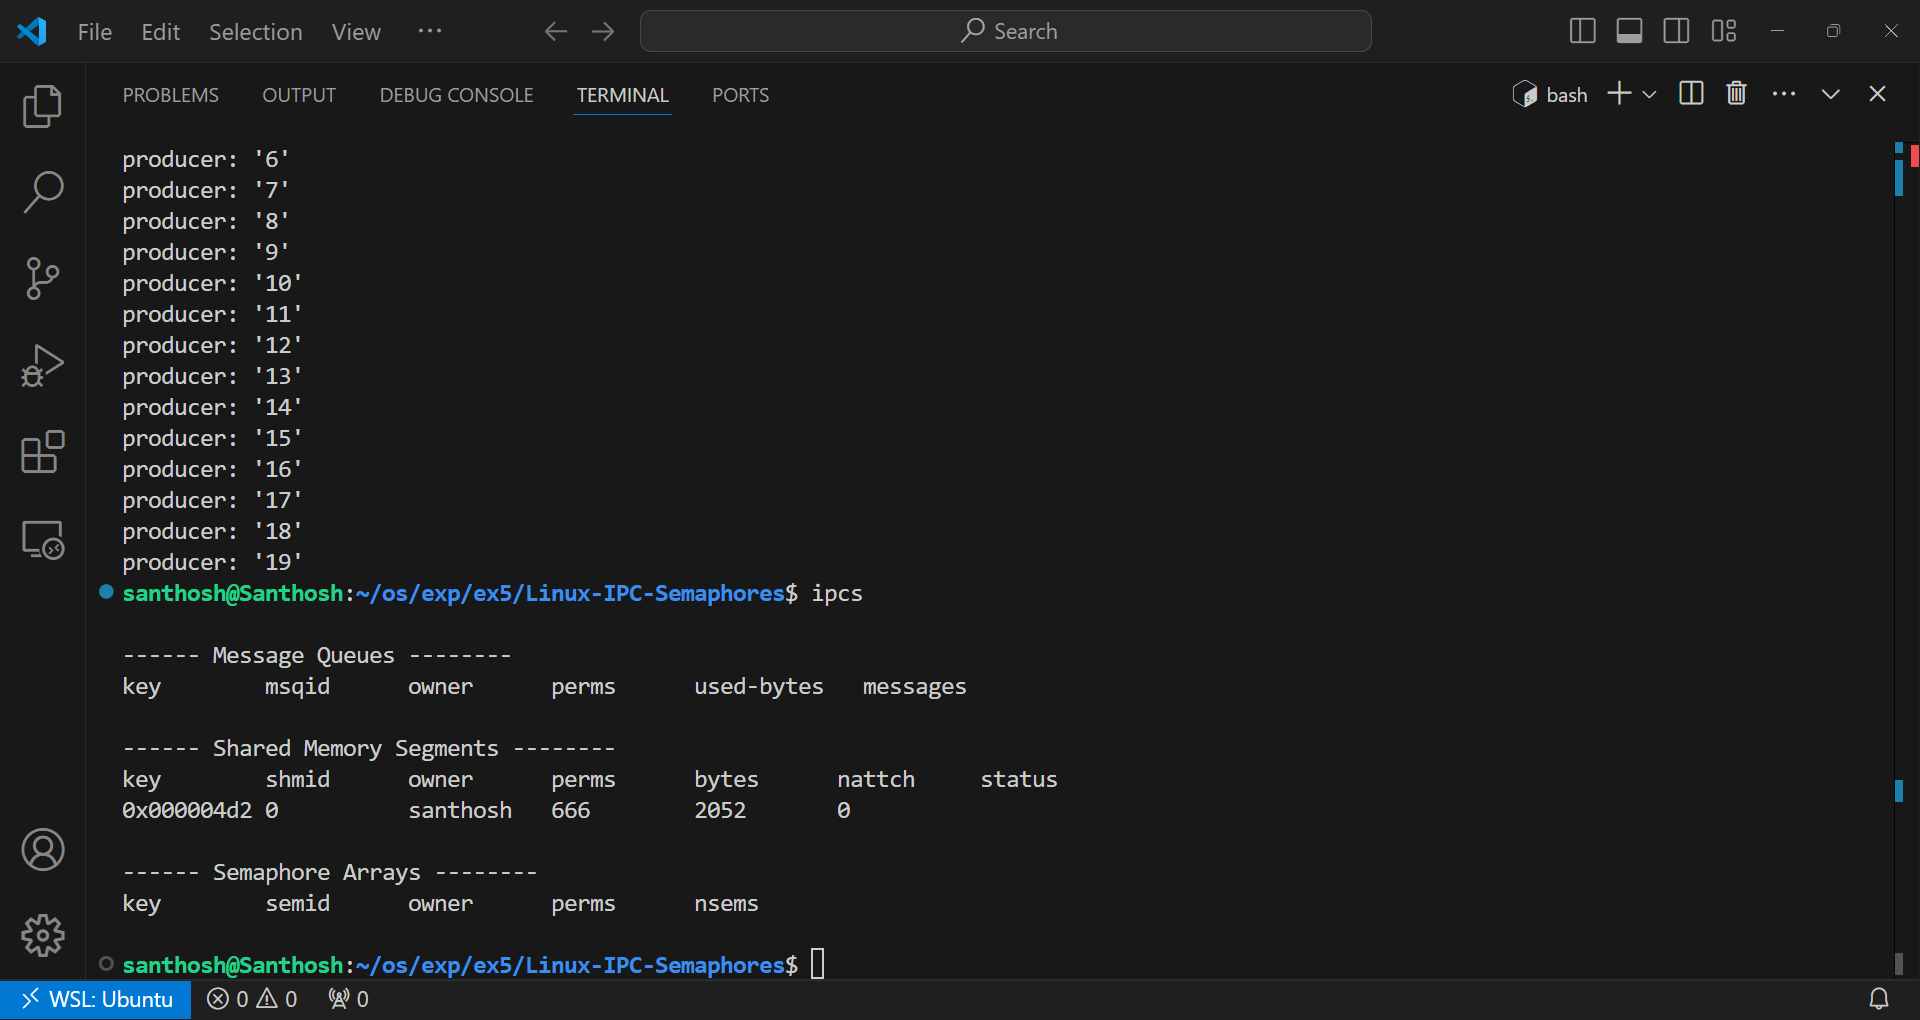 File Edit Selection View ··· Search
PROBLEMS OUTPUT DEBUG CONSOLE TERMINAL PORTS bash
producer: '6'
producer: '7'
producer: '8'
producer: '9'
producer: '10'
producer: '11'
producer: '12'
producer: '13'
producer: '14'
producer: '15'
producer: '16'
producer: '17'
producer: '18'
producer: '19'
santhosh@Santhosh:~/os/exp/ex5/Linux-IPC-Semaphores$ ipcs
------ Message Queues --------
key msqid owner perms used-bytes messages
------ Shared Memory Segments --------
key shmid owner perms bytes nattch status
0x000004d2 0 santhosh 666 2052 0
------ Semaphore Arrays --------
key semid owner perms nsems
santhosh@Santhosh:~/os/exp/ex5/Linux-IPC-Semaphores$
WSL: Ubuntu 0 0 0